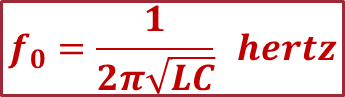 f₀ = 1 / 2π√LC hertz